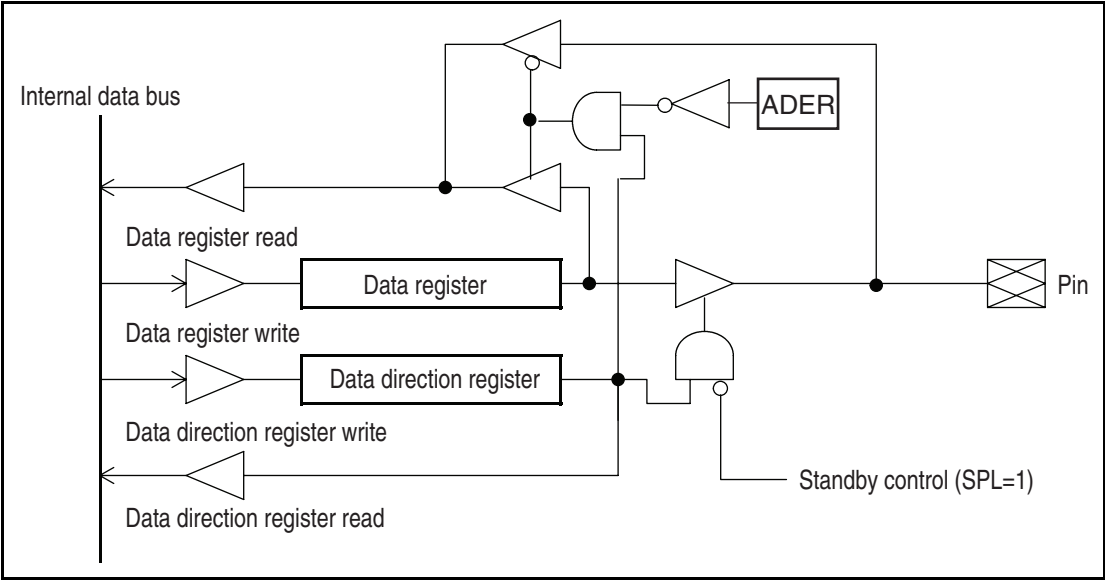 Internal data bus
ADER
Data register read
Data register
Pin
Data register write
Data direction register
Data direction register write
Standby control (SPL=1)
Data direction register read